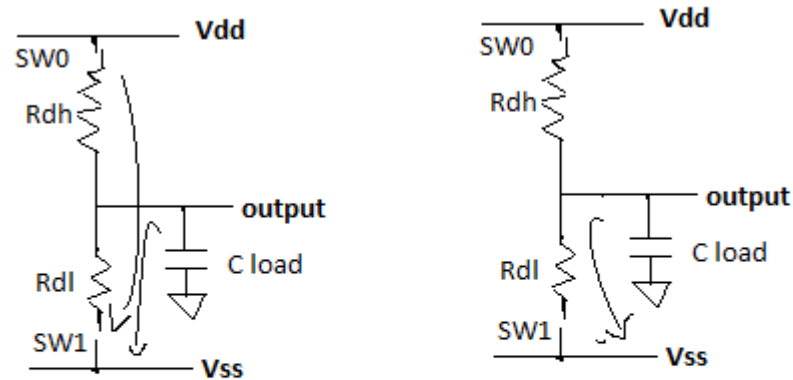 Vdd
SW0
Rdh
output
C load
Rdl
SW1
Vss
Vdd
SW0
Rdh
output
C load
Rdl
SW1
Vss